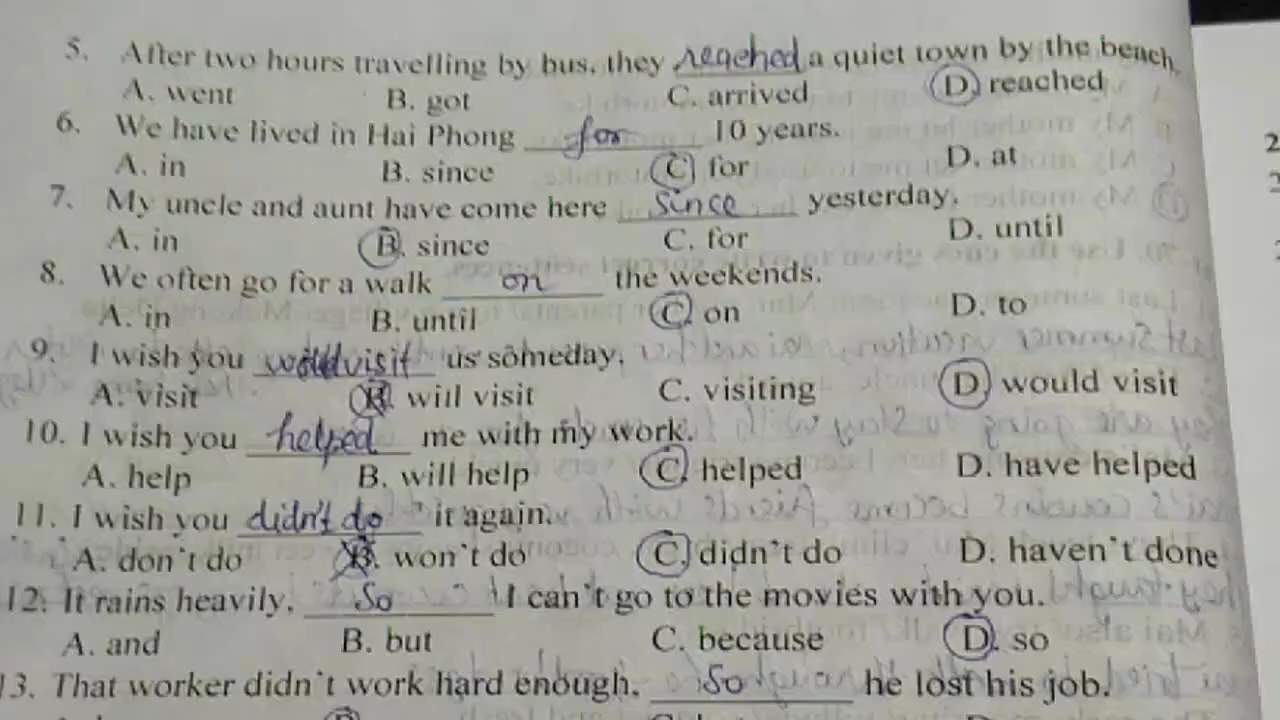 5. After two hours travelling by bus, they reached a quiet town by the beach.
A. went B. got C. arrived D. reached
6. We have lived in Hai Phong for 10 years.
A. in B. since C. for D. at
7. My uncle and aunt have come here since yesterday.
A. in B. since C. for D. until
8. We often go for a walk on the weekends.
A. in B. until C. on D. to
9. I wish you would visit us someday.
A. visit B. will visit C. visiting D. would visit
10. I wish you helped me with my work.
A. help B. will help C. helped D. have helped
11. I wish you didn't do it again.
A. don't do B. won't do C. didn't do D. haven't done
12. It rains heavily. So I can't go to the movies with you.
A. and B. but C. because D. so
13. That worker didn't work hard enough. So he lost his job.